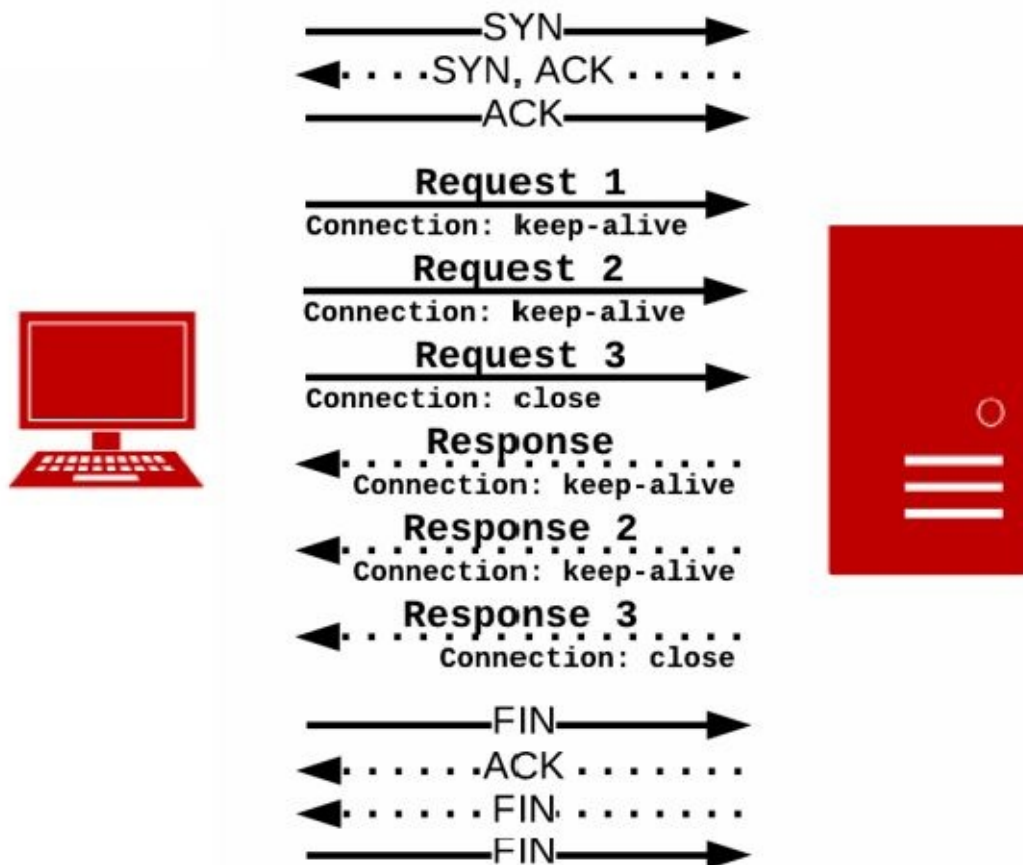 SYN
SYN, ACK
ACK
Request 1
Connection: keep-alive
Request 2
Connection: keep-alive
Request 3
Connection: close
Response
Connection: keep-alive
Response 2
Connection: keep-alive
Response 3
Connection: close
FIN
ACK
FIN
FIN